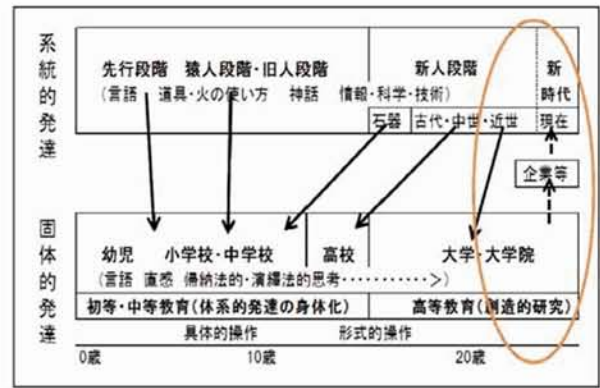 系統的発達
先行段階 猿人段階・旧人段階 新人段階 新時代
(言語 道具・火の使い方 神話 情報・科学・技術)
石器 古代・中世・近世 現在
企業等
固体的発達
幼児 小学校・中学校 高校 大学・大学院
(言語 直感 帰納法的・演繹法的思考・・・・・・・・・・・>)
初等・中等教育(体系的発達の身体化) 高等教育(創造的研究)
具体的操作 形式的操作
0歳 10歳 20歳